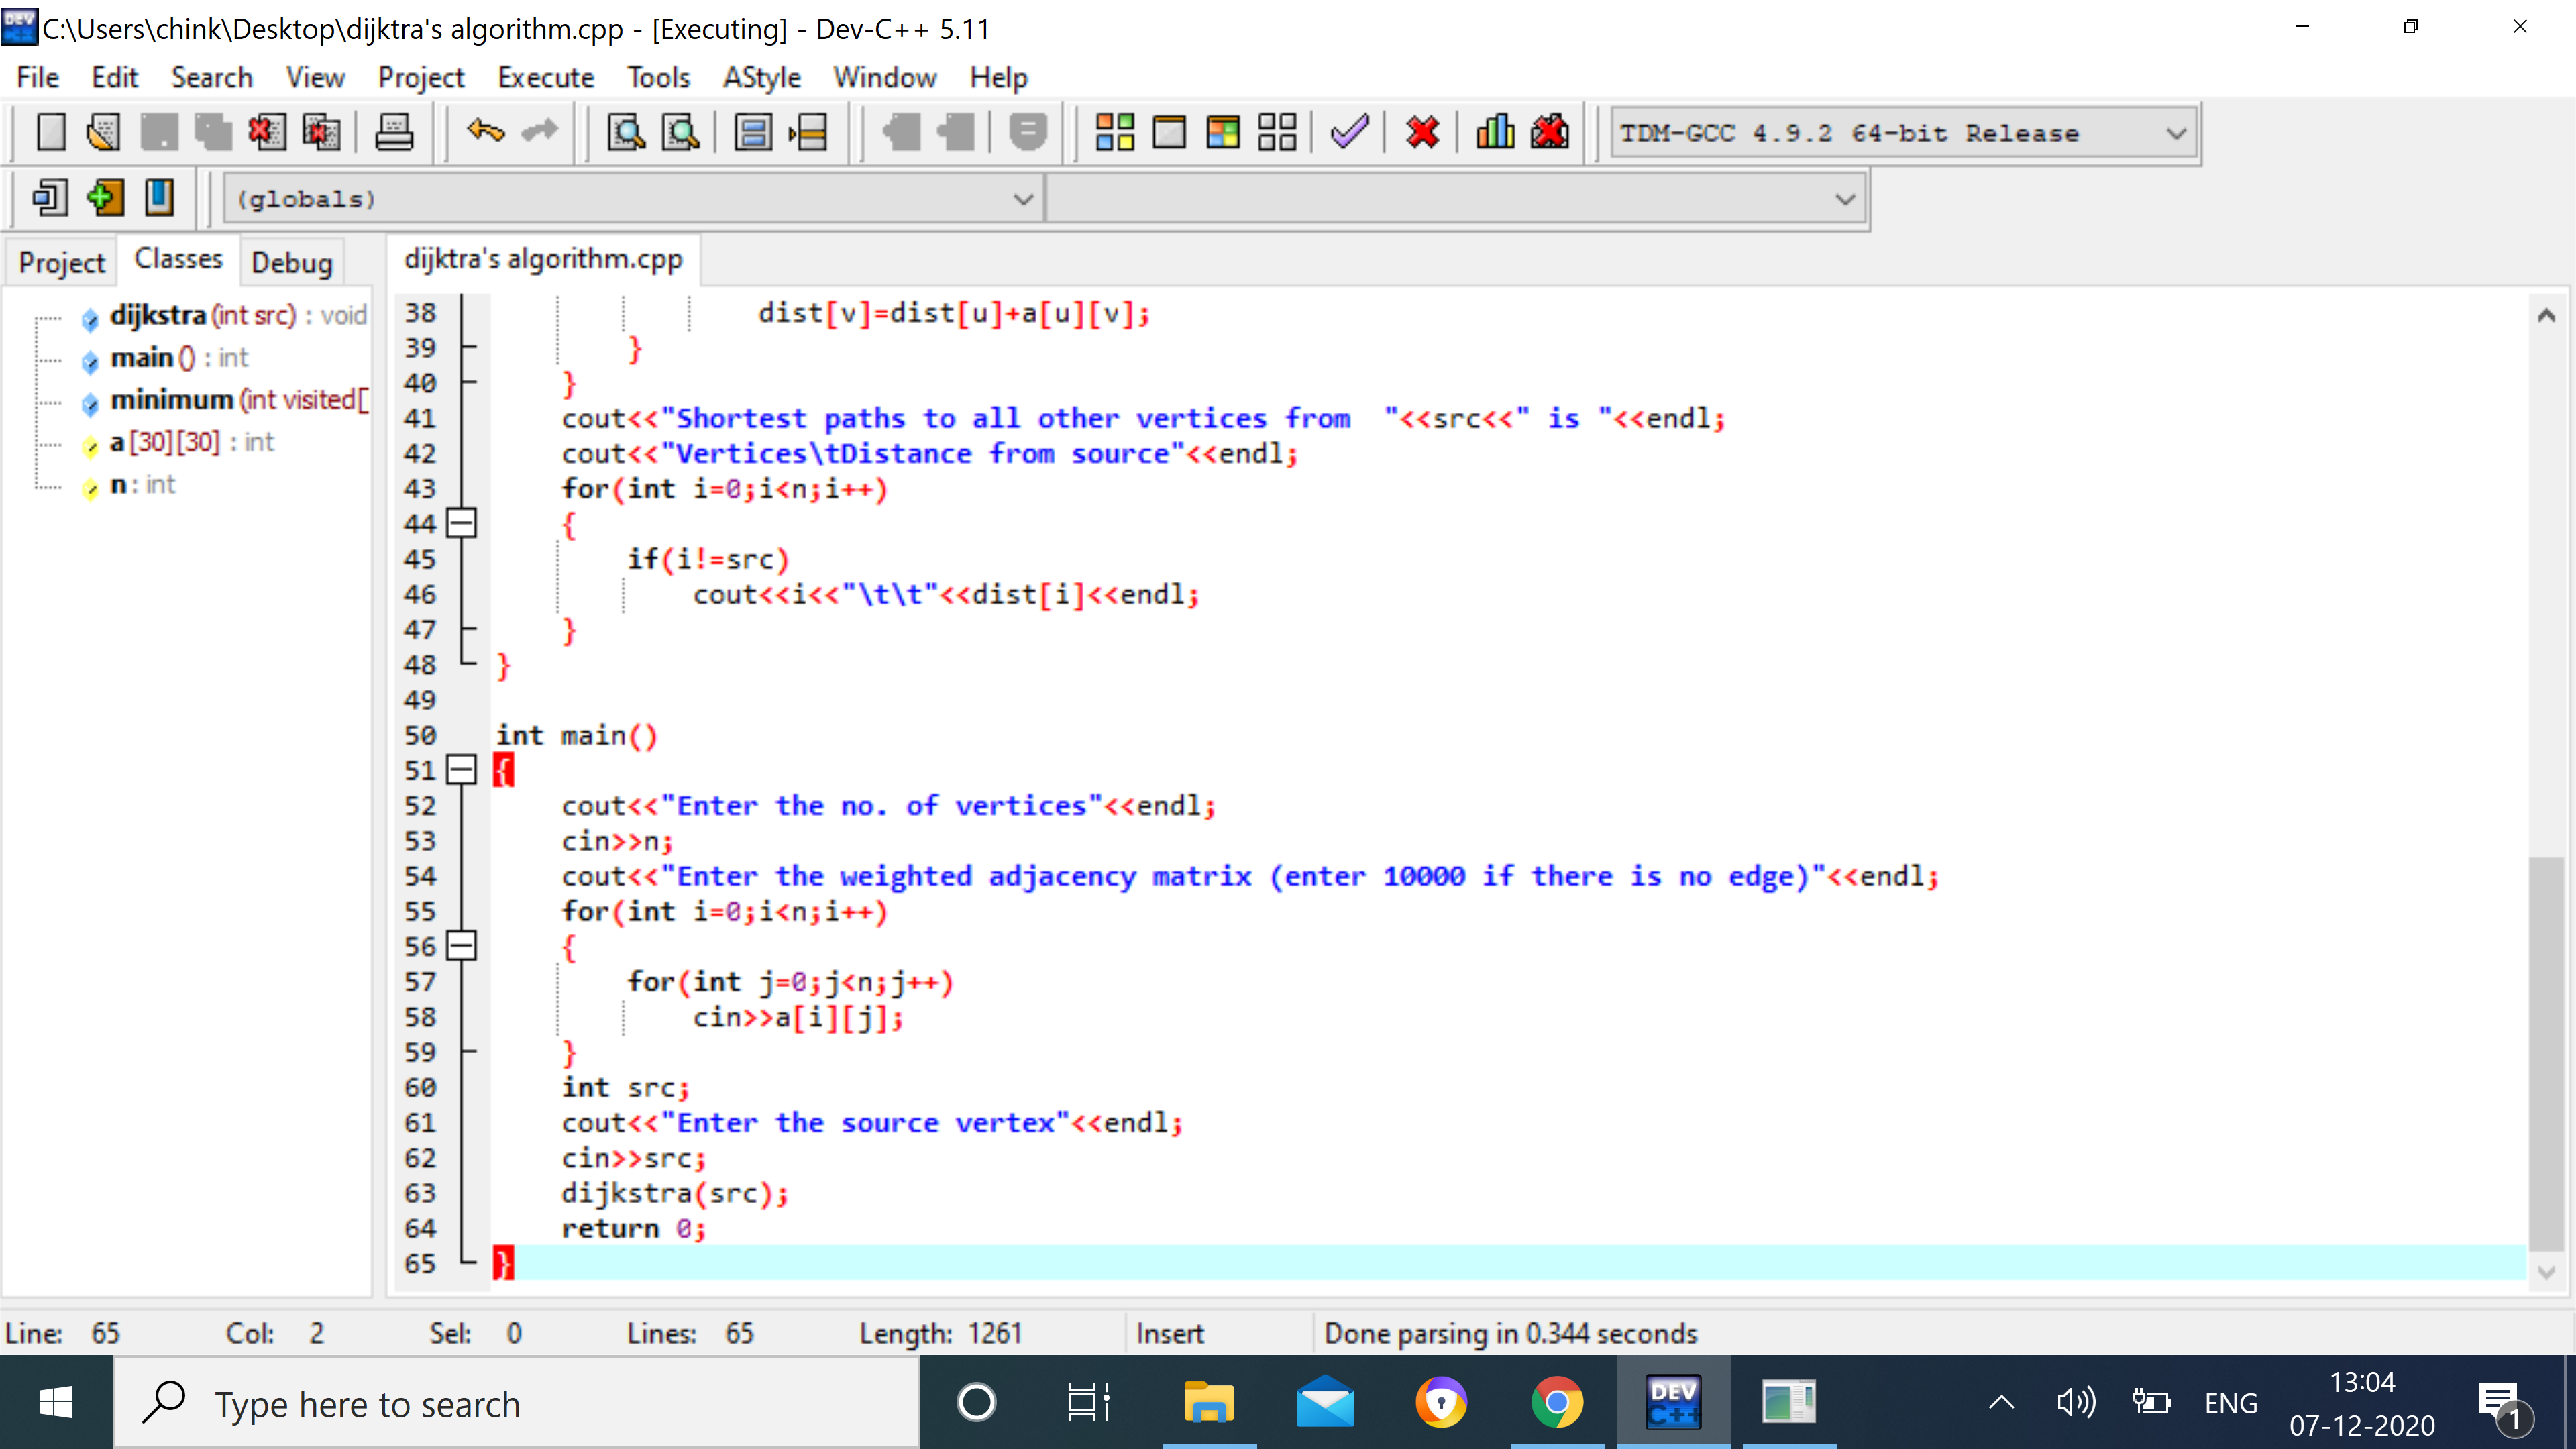 C:\Users\chink\Desktop\dijktra's algorithm.cpp - [Executing] - Dev-C++ 5.11
File Edit Search View Project Execute Tools AStyle Window Help
TDM-GCC 4.9.2 64-bit Release
(globals)
Project Classes Debug
dijktra's algorithm.cpp
dijkstra (int src) : void
main () : int
minimum (int visited[
a [30][30] : int
n : int
38 dist[v]=dist[u]+a[u][v];
39 }
40 }
41 cout<<"Shortest paths to all other vertices from  "<<src<<" is "<<endl;
42 cout<<"Vertices\tDistance from source"<<endl;
43 for(int i=0;i<n;i++)
44 {
45 if(i!=src)
46 cout<<i<<"\t\t"<<dist[i]<<endl;
47 }
48 }
49
50 int main()
51 {
52 cout<<"Enter the no. of vertices"<<endl;
53 cin>>n;
54 cout<<"Enter the weighted adjacency matrix (enter 10000 if there is no edge)"<<endl;
55 for(int i=0;i<n;i++)
56 {
57 for(int j=0;j<n;j++)
58 cin>>a[i][j];
59 }
60 int src;
61 cout<<"Enter the source vertex"<<endl;
62 cin>>src;
63 dijkstra(src);
64 return 0;
65 }
Line: 65 Col: 2 Sel: 0 Lines: 65 Length: 1261 Insert Done parsing in 0.344 seconds
Type here to search
DEV C++
ENG
13:04
07-12-2020
1